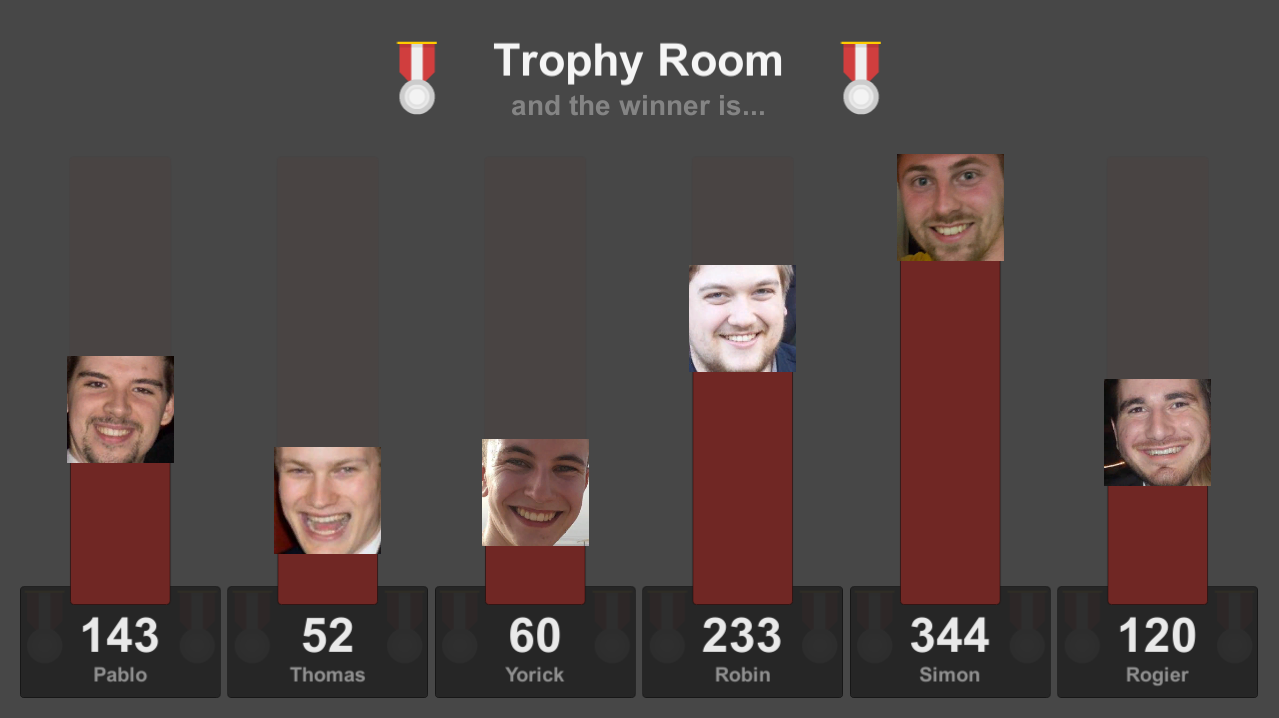 Trophy Room
and the winner is...
143 52 60 233 344 120
Pablo Thomas Yorick Robin Simon Rogier